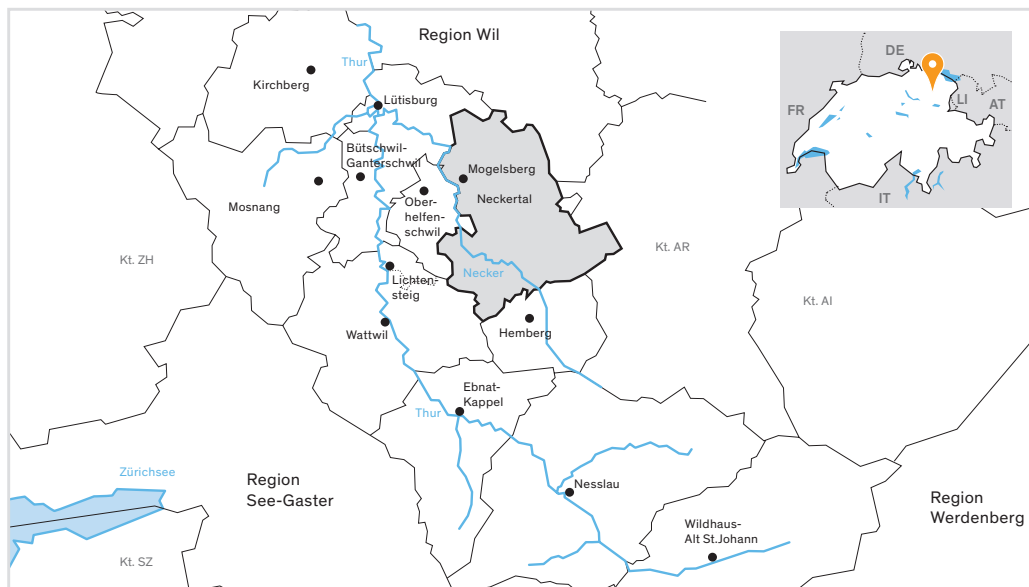 Region Wil
Thur
Kirchberg
Lütisburg
Bütschwil-
Ganterschwil
Mogelsberg
Neckertal
Mosnang
Ober-
helfen-
schwil
Kt. ZH
Kt. AR
Necker
Lichten-
steig
Kt. AI
Wattwil
Hemberg
Ebnat-
Kappel
Thur
Zürichsee
Region
See-Gaster
Nesslau
Region
Werdenberg
Wildhaus-
Alt St.Johann
Kt. SZ
DE
FR
LI
AT
IT